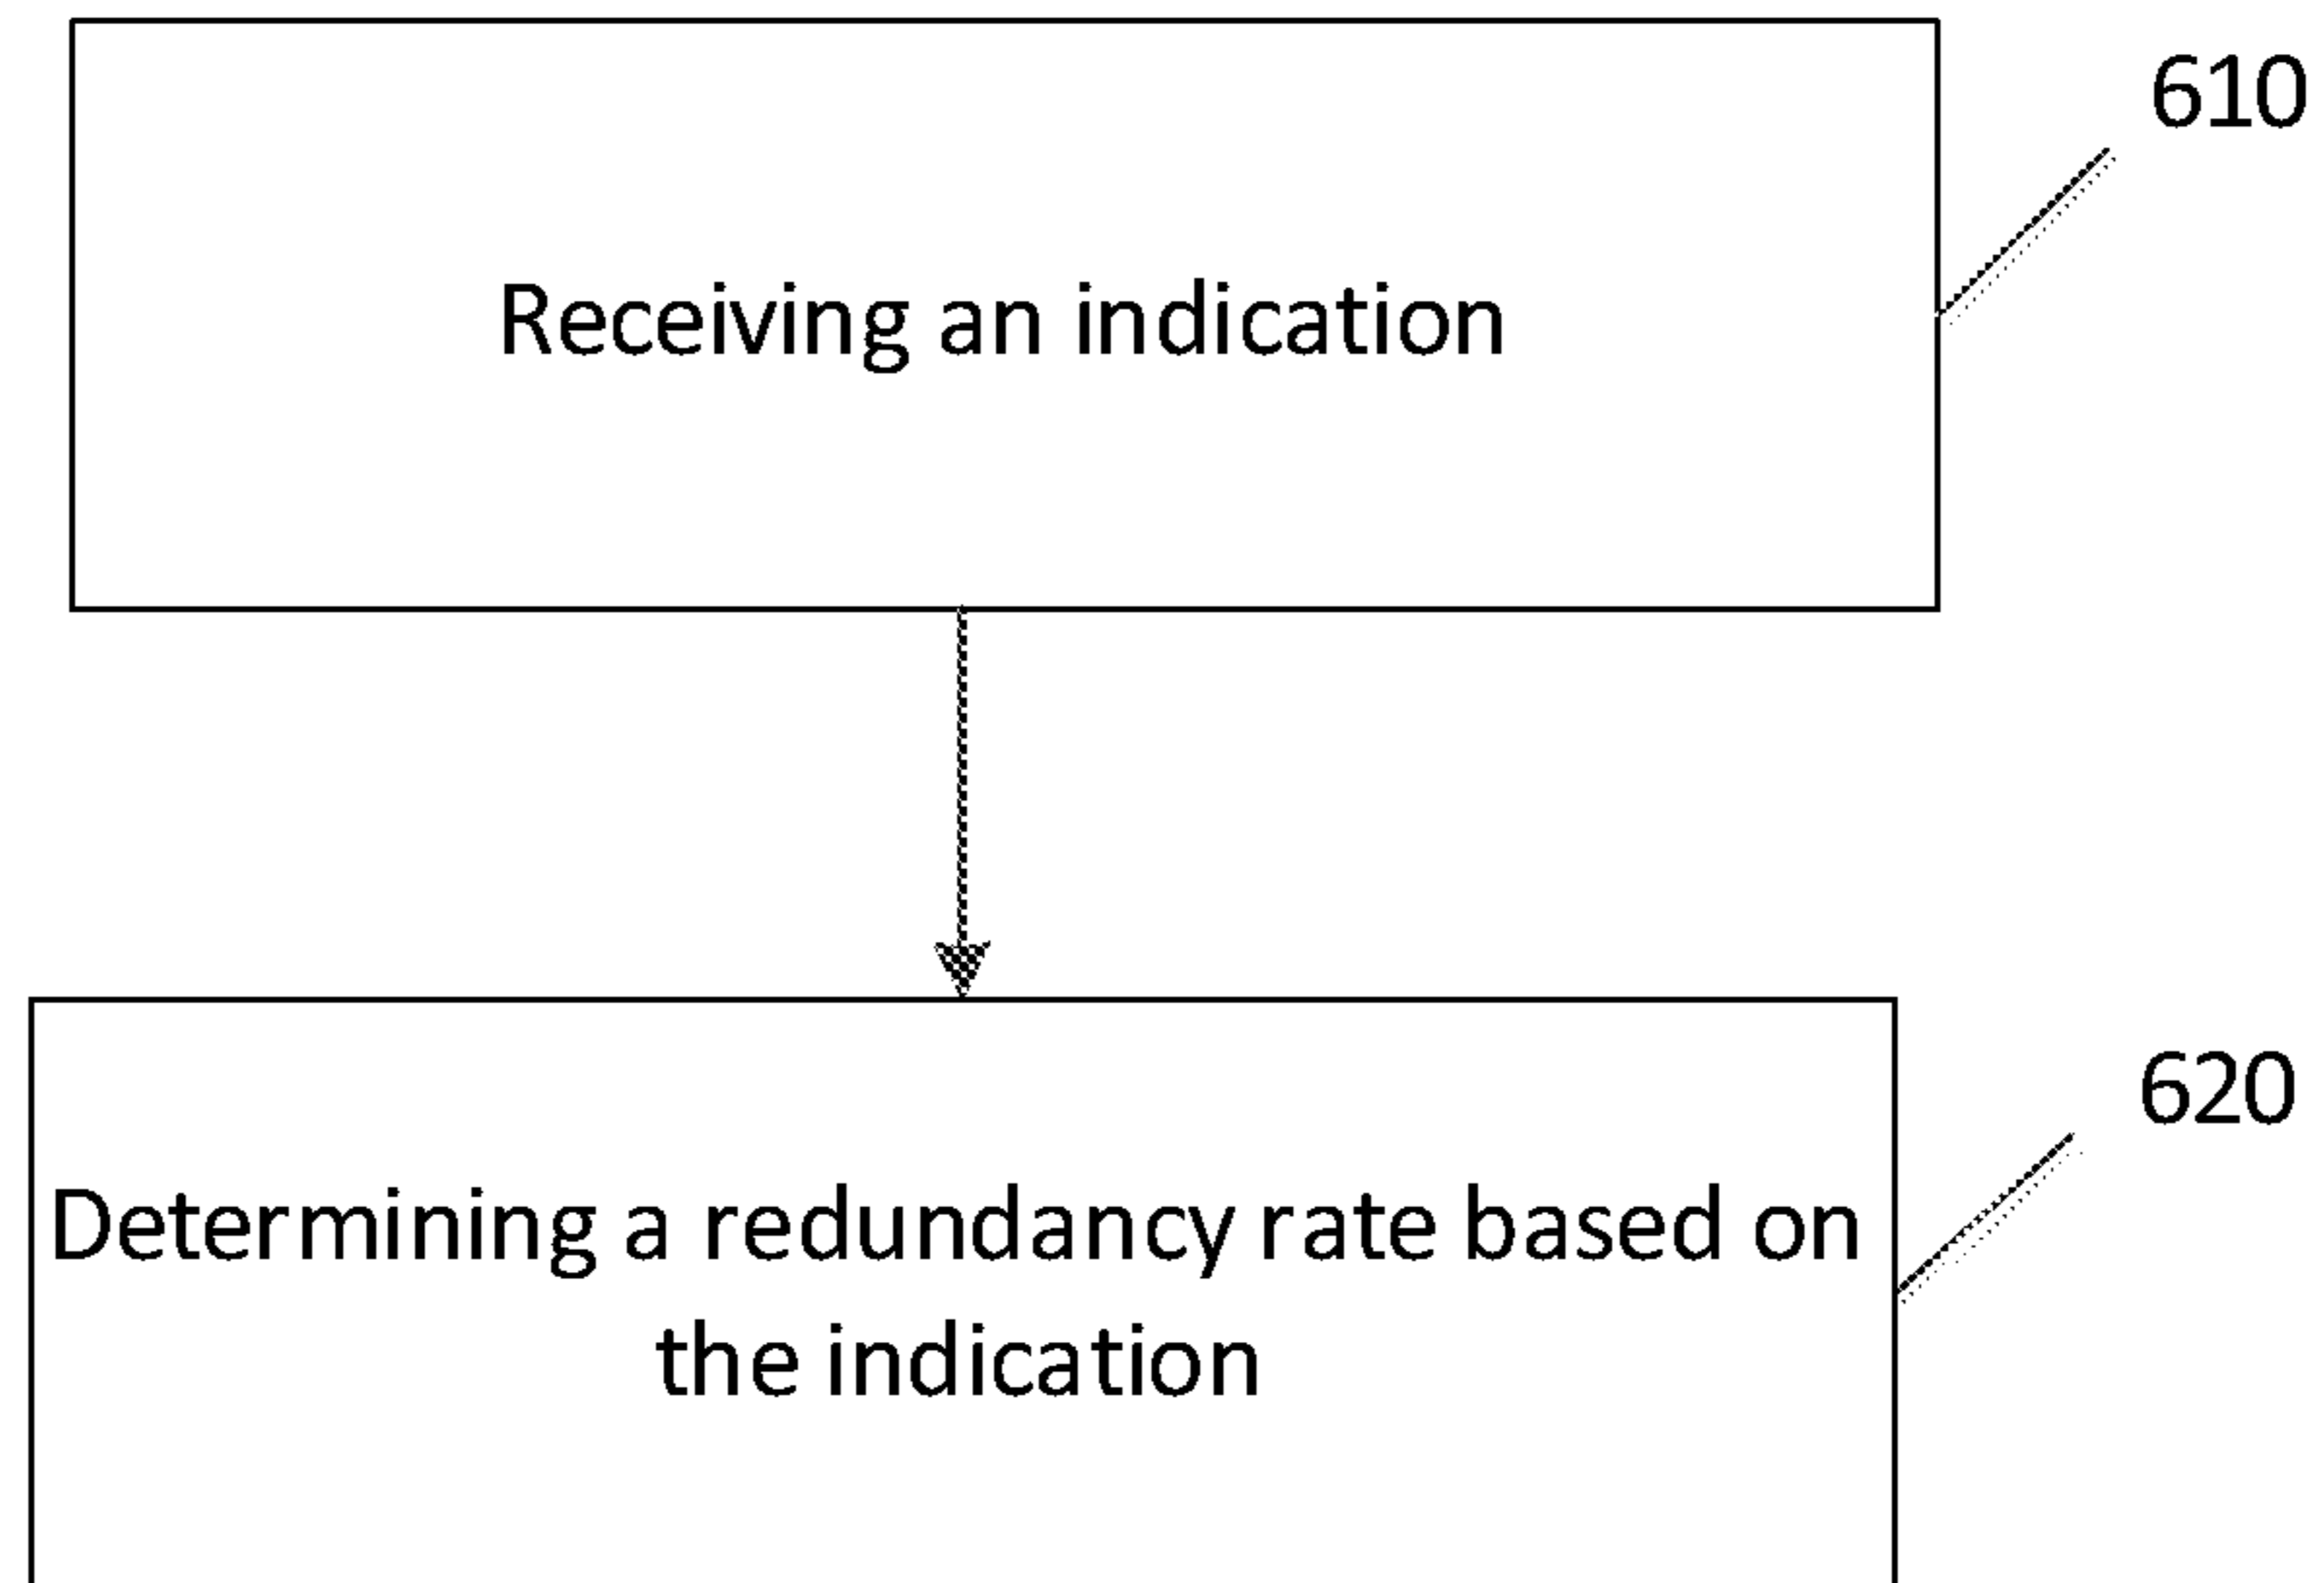 610
Receiving an indication
620
Determining a redundancy rate based on
the indication